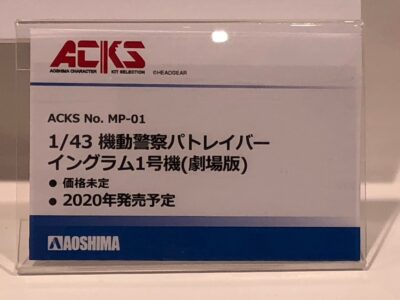 ACKS
AOSHIMA CHARACTER KIT SELECTION ©HEADGEAR
ACKS No. MP-01
1/43 機動警察パトレイバー
イングラム1号機(劇場版)
● 価格未定
● 2020年発売予定
AOSHIMA